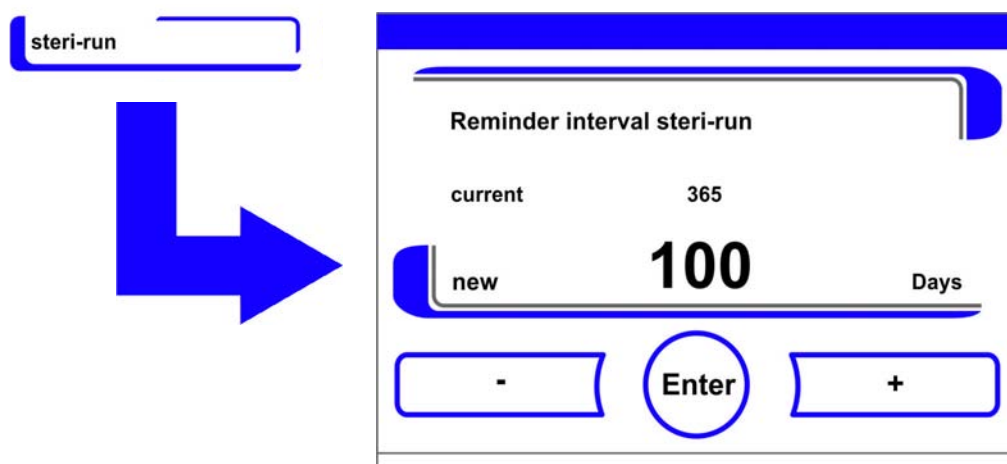 steri-run
Reminder interval steri-run
current 365
new 100 Days
- Enter +